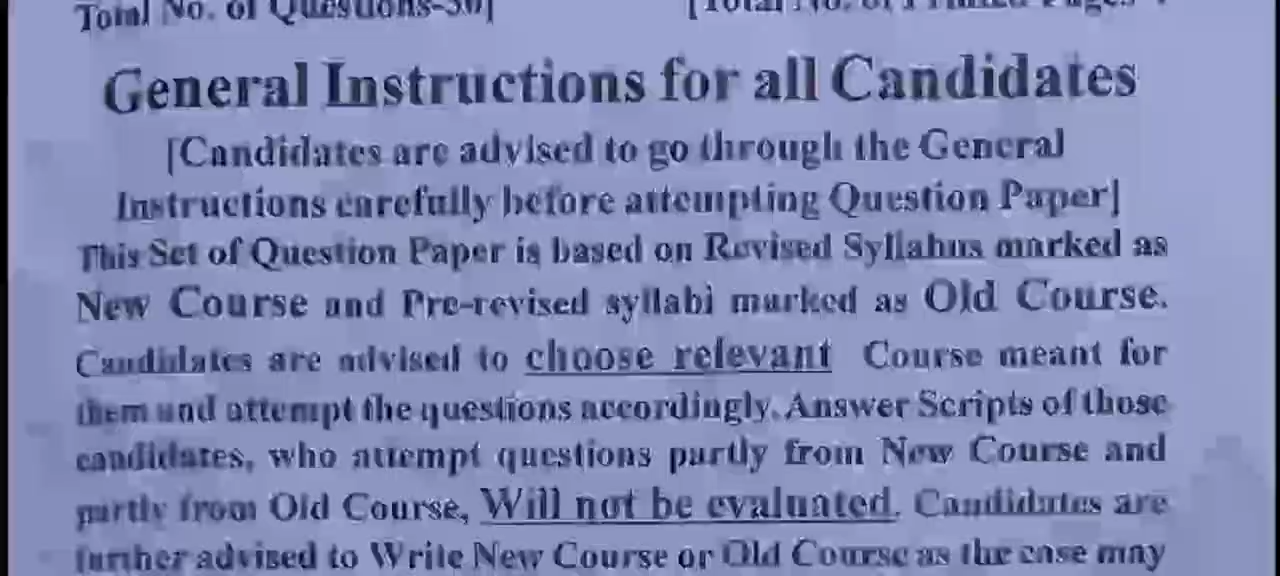 Total No. of Questions-30]
[Total No. of Printed Pages
General Instructions for all Candidates
[Candidates are advised to go through the General
Instructions carefully before attempting Question Paper]
This Set of Question Paper is based on Revised Syllabus marked as
New Course and Pre-revised syllabi marked as Old Course.
Candidates are advised to choose relevant Course meant for
them and attempt the questions accordingly. Answer Scripts of those
candidates, who attempt questions partly from New Course and
partly from Old Course, Will not be evaluated. Candidates are
further advised to Write New Course or Old Course as the case may